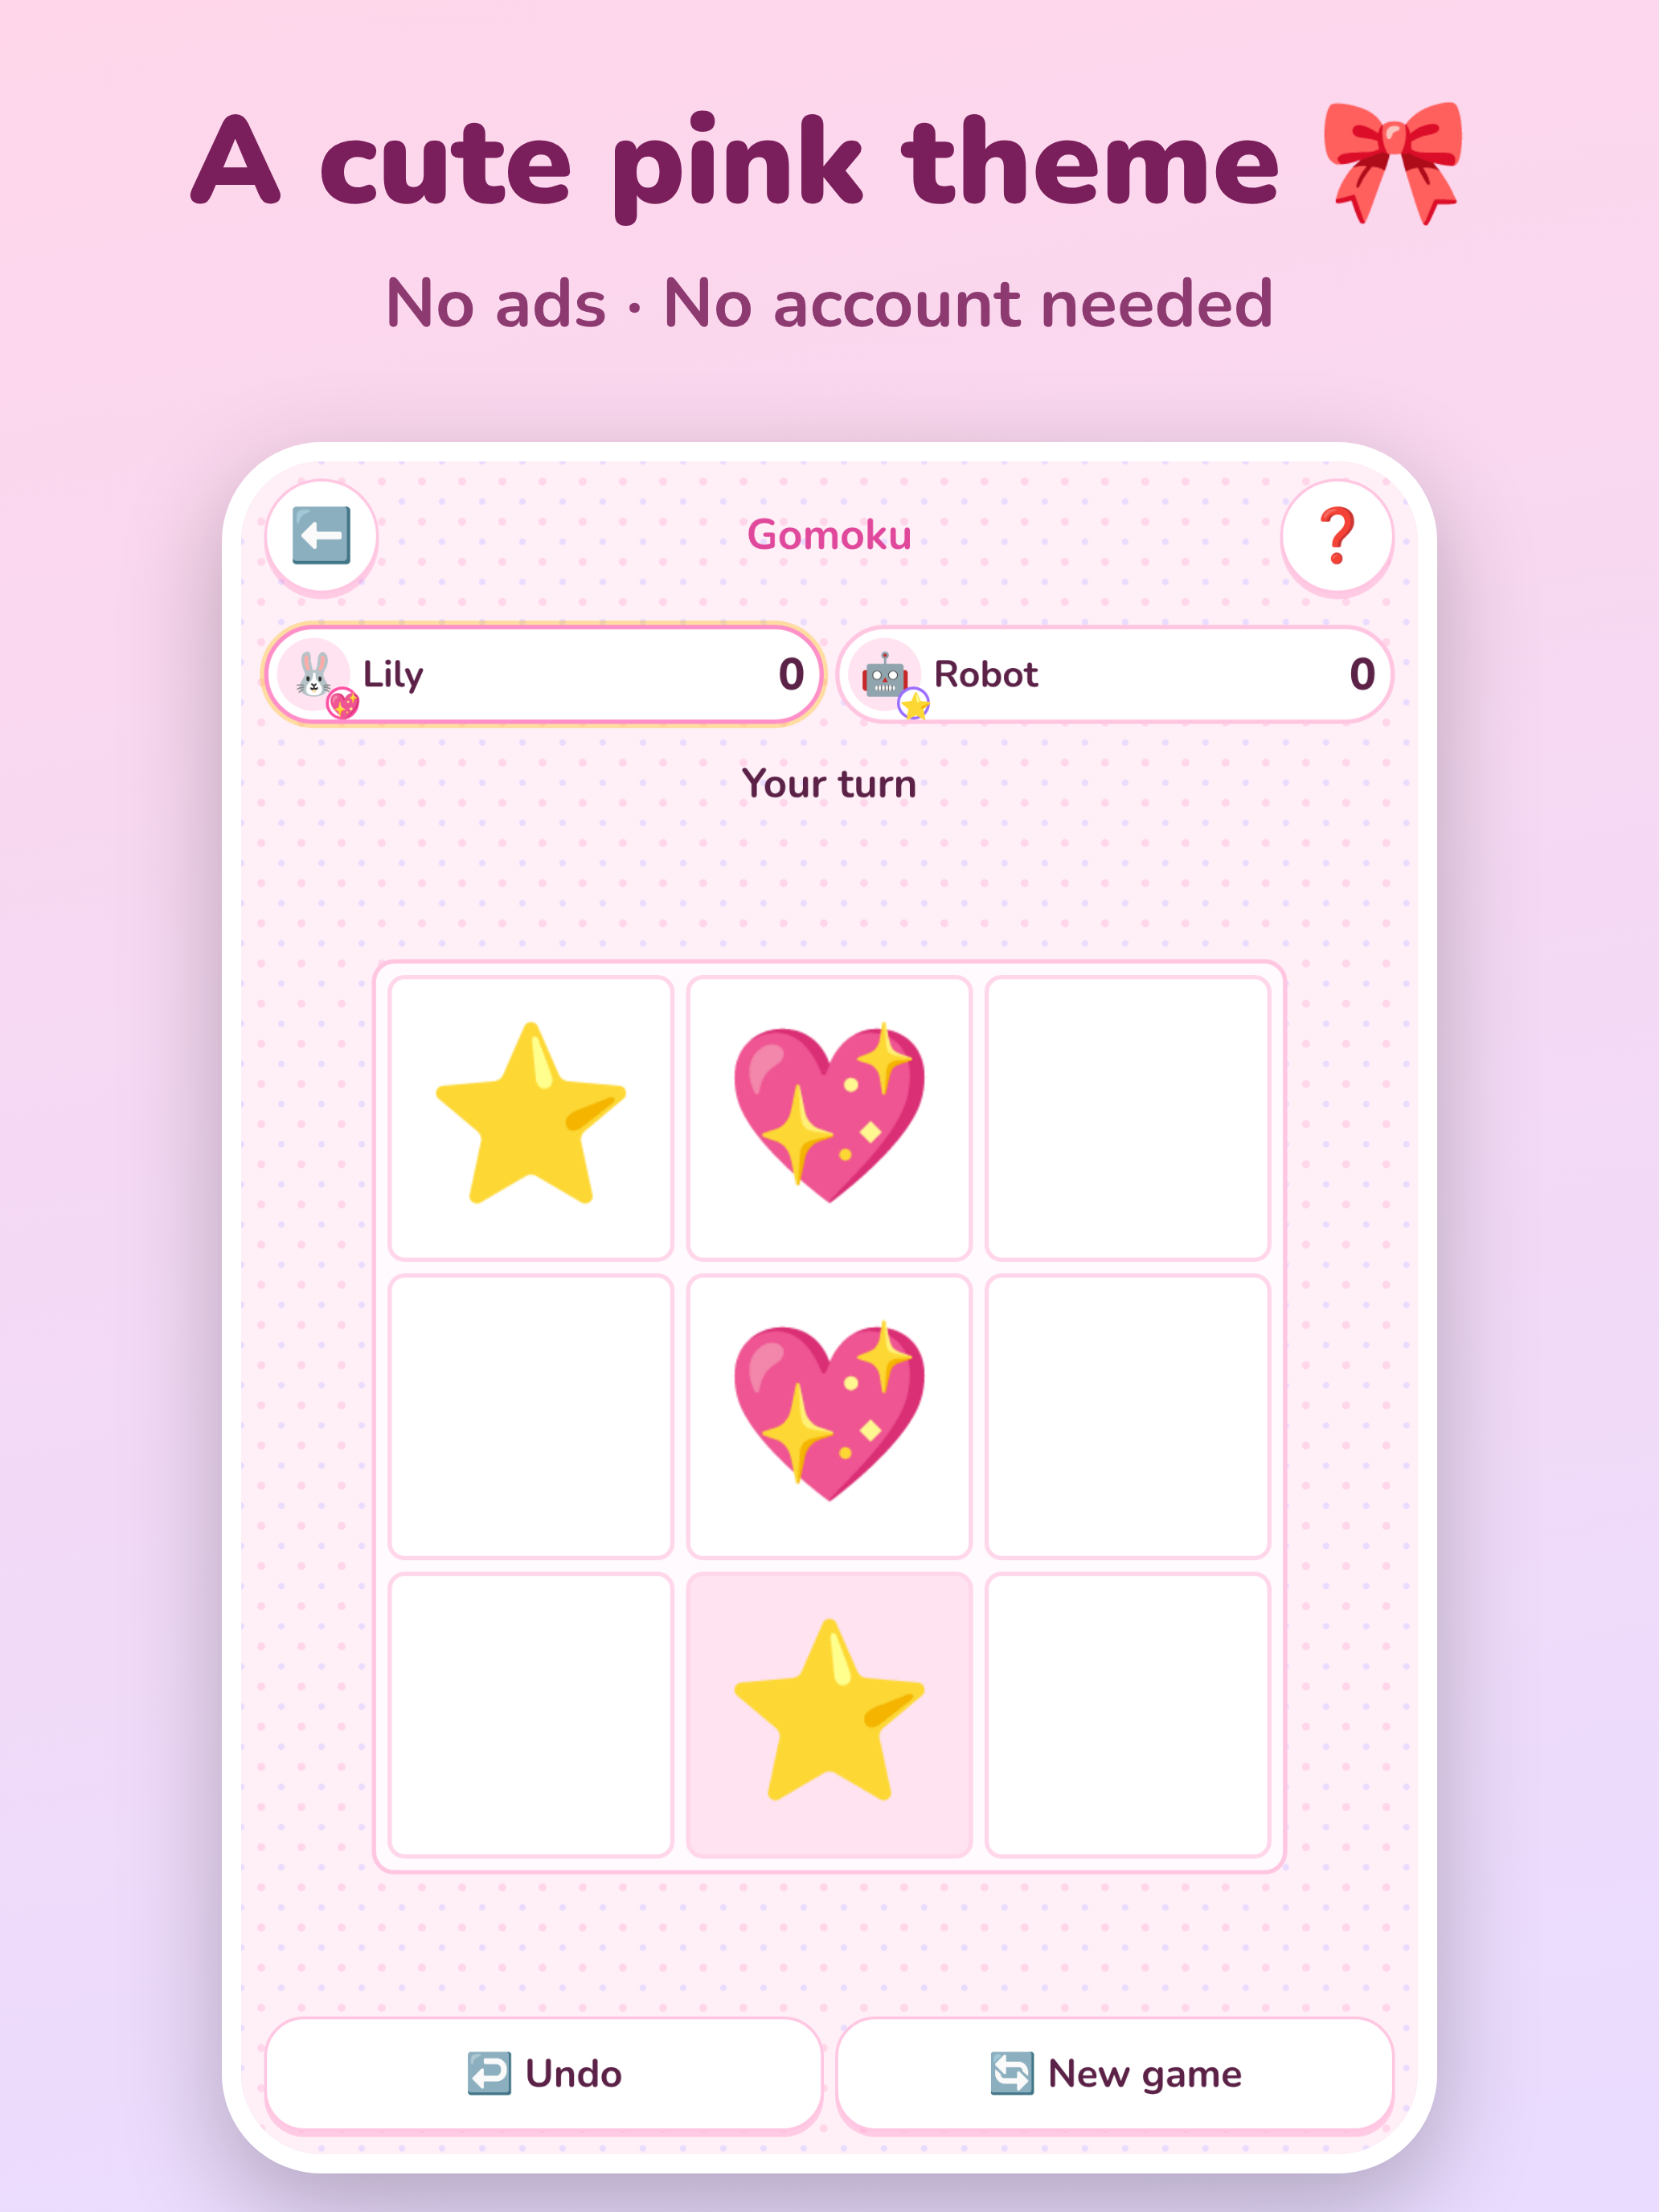 A cute pink theme
No ads · No account needed
Gomoku
Lily 0
Robot 0
Your turn
Undo
New game